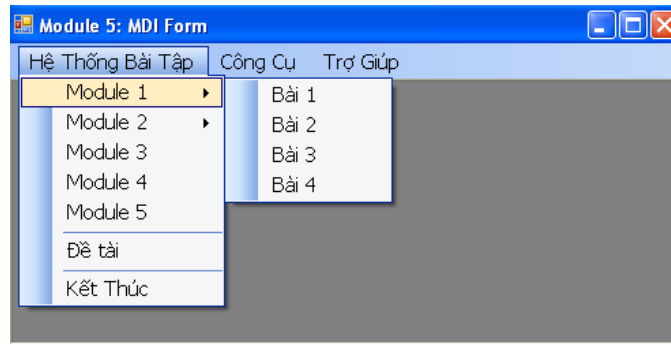 Module 5: MDI Form
Hệ Thống Bài Tập Công Cụ Trợ Giúp
Module 1
Module 2
Module 3
Module 4
Module 5
Đề tài
Kết Thúc
Bài 1
Bài 2
Bài 3
Bài 4